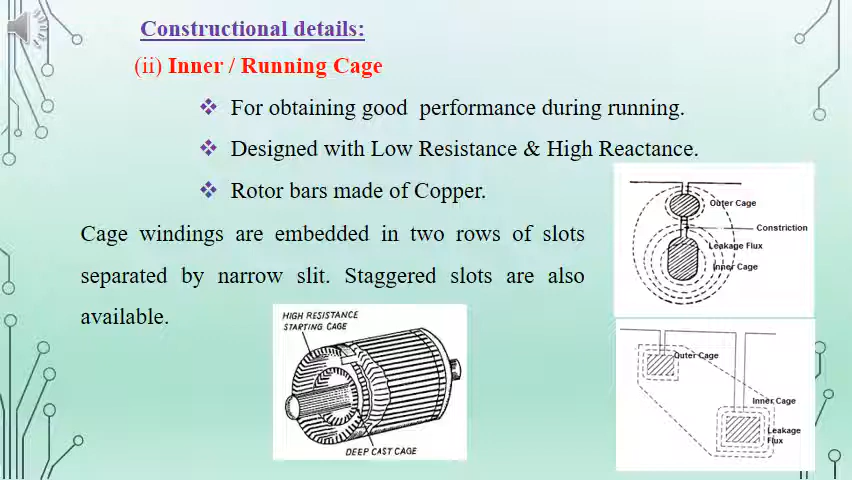 Constructional details:
(ii) Inner / Running Cage
❖ For obtaining good performance during running.
❖ Designed with Low Resistance & High Reactance.
❖ Rotor bars made of Copper.
Cage windings are embedded in two rows of slots
separated by narrow slit. Staggered slots are also
available.
HIGH RESISTANCE
STARTING CAGE
DEEP CAST CAGE
Outer Cage
Constriction
Leakage Flux
Inner Cage
Outer Cage
Inner Cage
Leakage
Flux